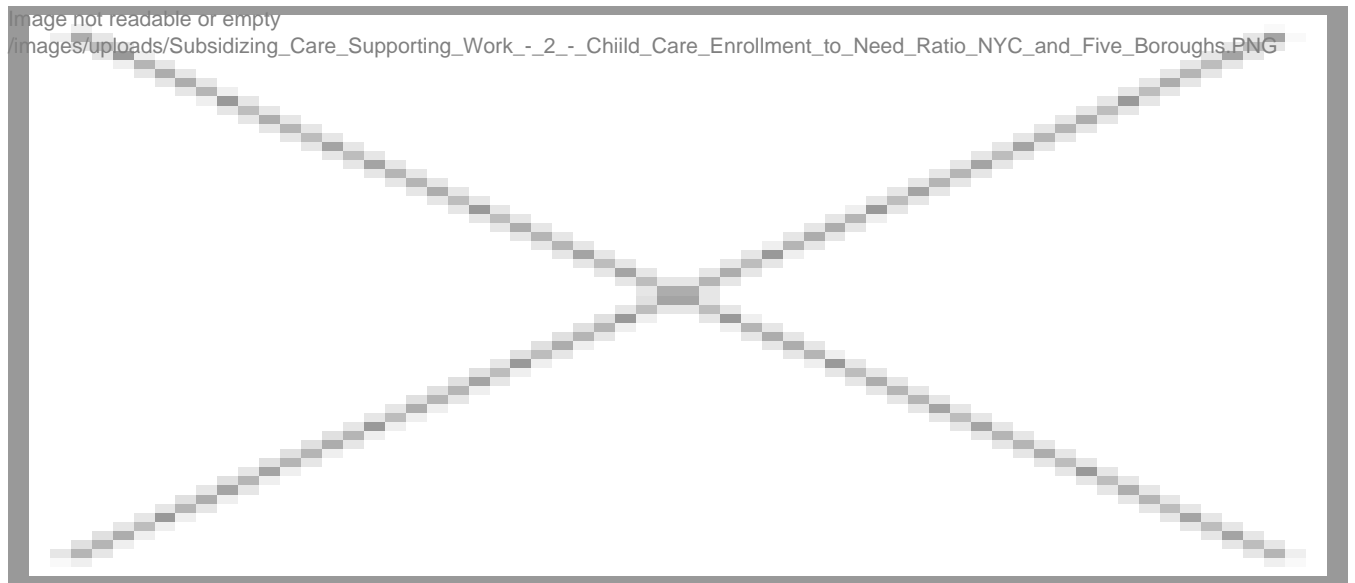 Image not readable or empty
/images/uploads/Subsidizing_Care_Supporting_Work_-_2_-_Chiild_Care_Enrollment_to_Need_Ratio_NYC_and_Five_Boroughs.PNG